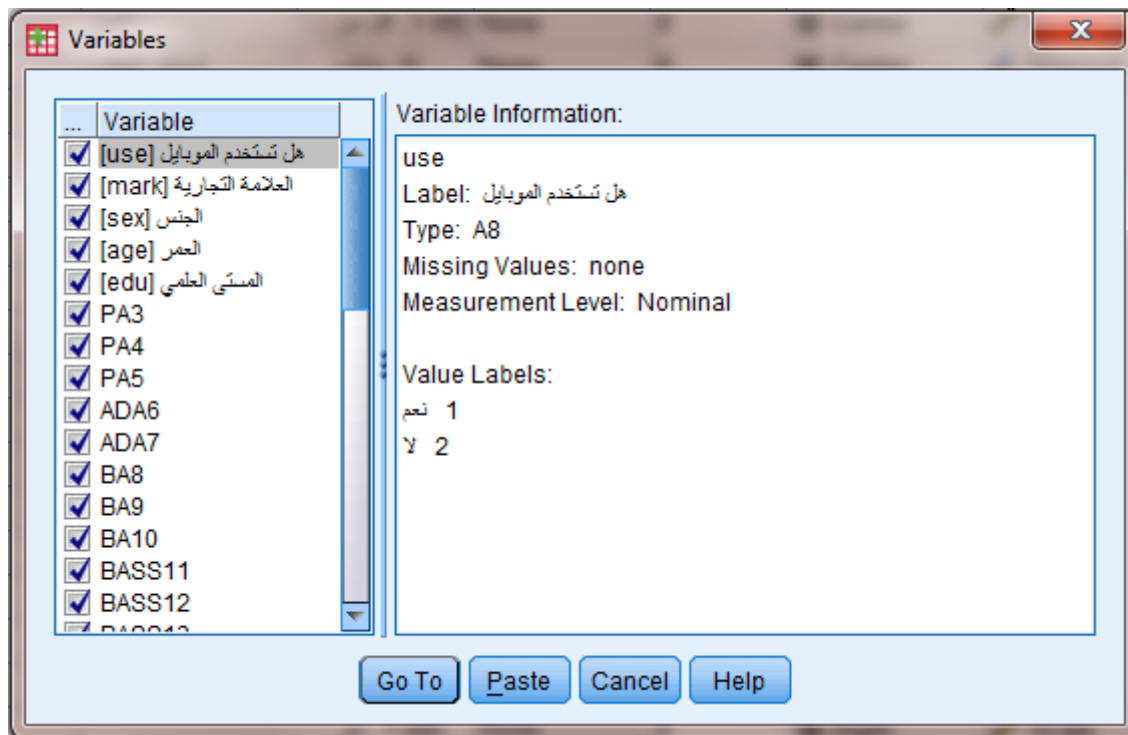 Variables
... Variable
هل تستخدم الموبايل [use]
العلامة التجارية [mark]
الجنس [sex]
العمر [age]
المستى العلمي [edu]
PA3
PA4
PA5
ADA6
ADA7
BA8
BA9
BA10
BASS11
BASS12
Variable Information:
use
Label: هل تستخدم الموبايل
Type: A8
Missing Values: none
Measurement Level: Nominal
Value Labels:
1 نعم
2 لا
Go To
Paste
Cancel
Help